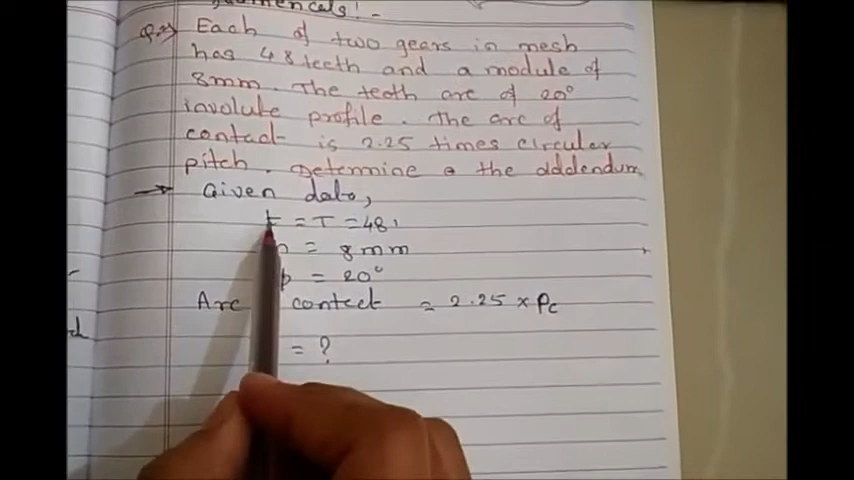 Each of two gears in mesh
has 48 teeth and a module of
8mm. The teeth are of 20°
involute profile. The arc of
contact is 2.25 times circular
pitch. Determine the addendum.
→ Given data,
t = T = 48
= 8mm
= 20°
Arc contact = 2.25 × Pc
= ?